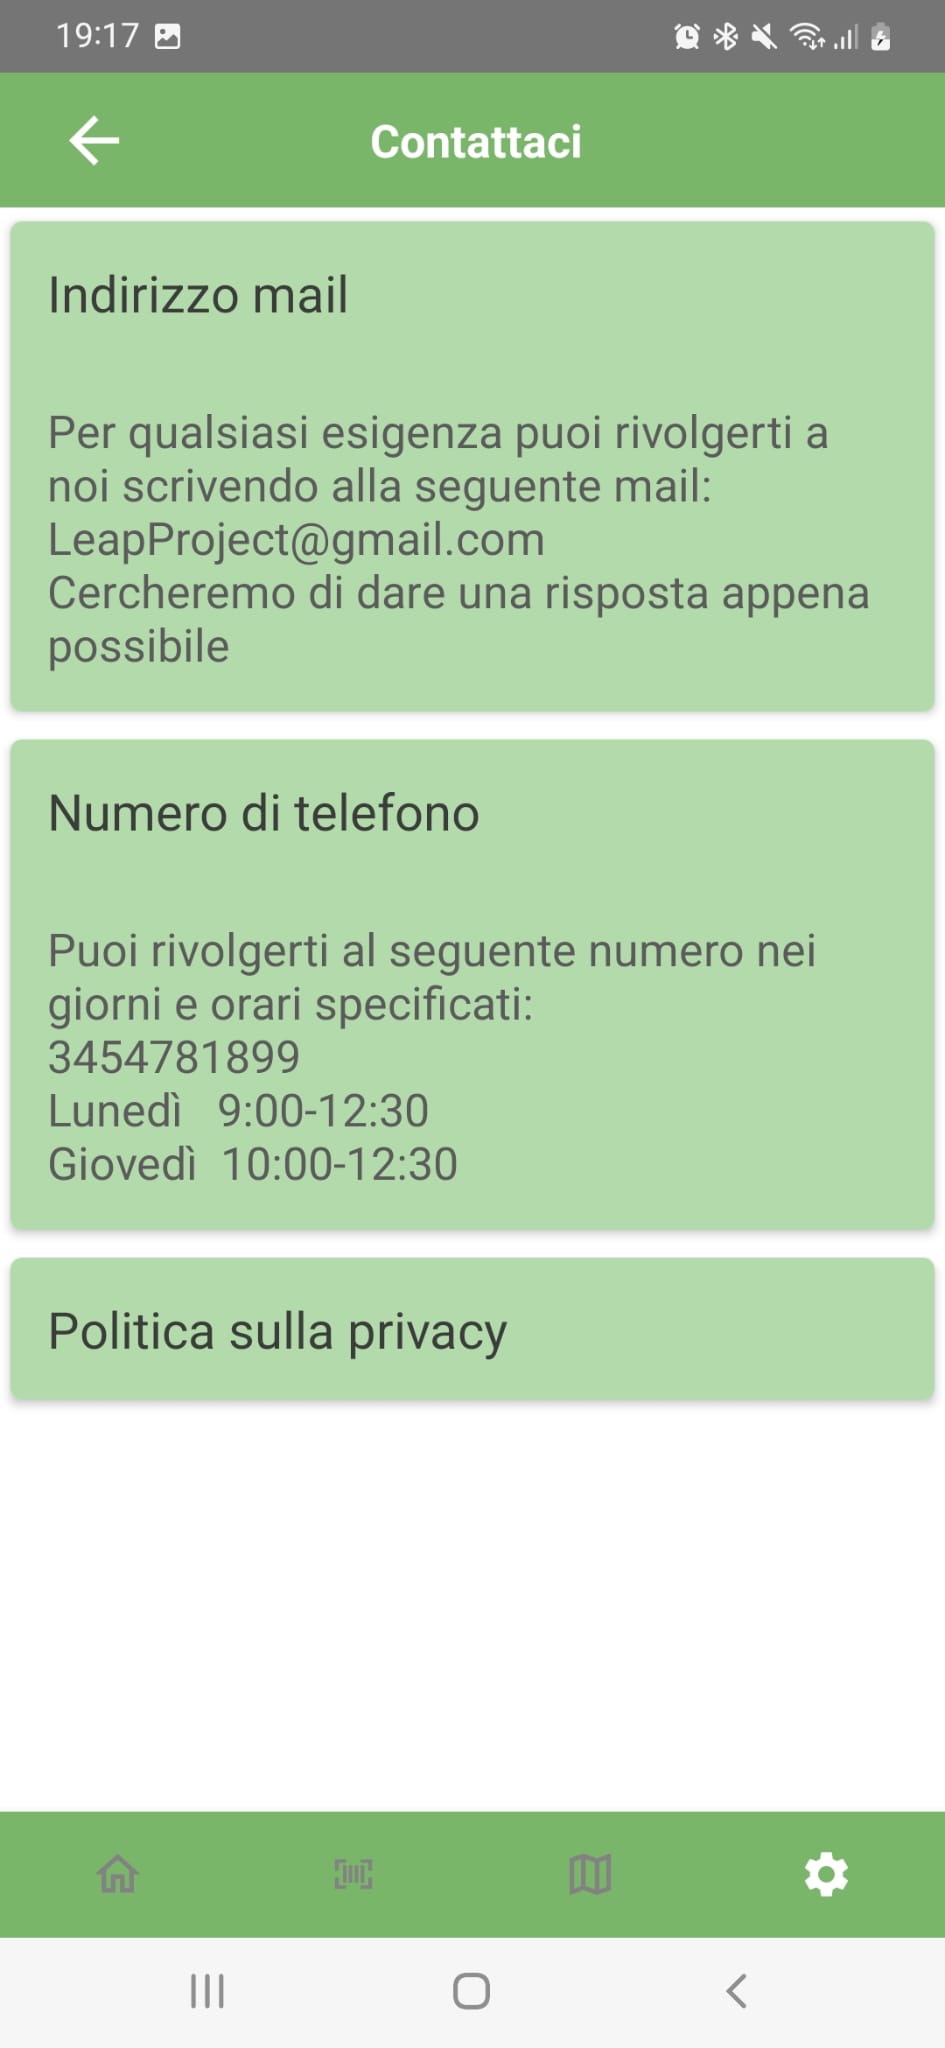 19:17
Contattaci
Indirizzo mail
Per qualsiasi esigenza puoi rivolgerti a
noi scrivendo alla seguente mail:
LeapProject@gmail.com
Cercheremo di dare una risposta appena
possibile
Numero di telefono
Puoi rivolgerti al seguente numero nei
giorni e orari specificati:
3454781899
Lunedì   9:00-12:30
Giovedì  10:00-12:30
Politica sulla privacy